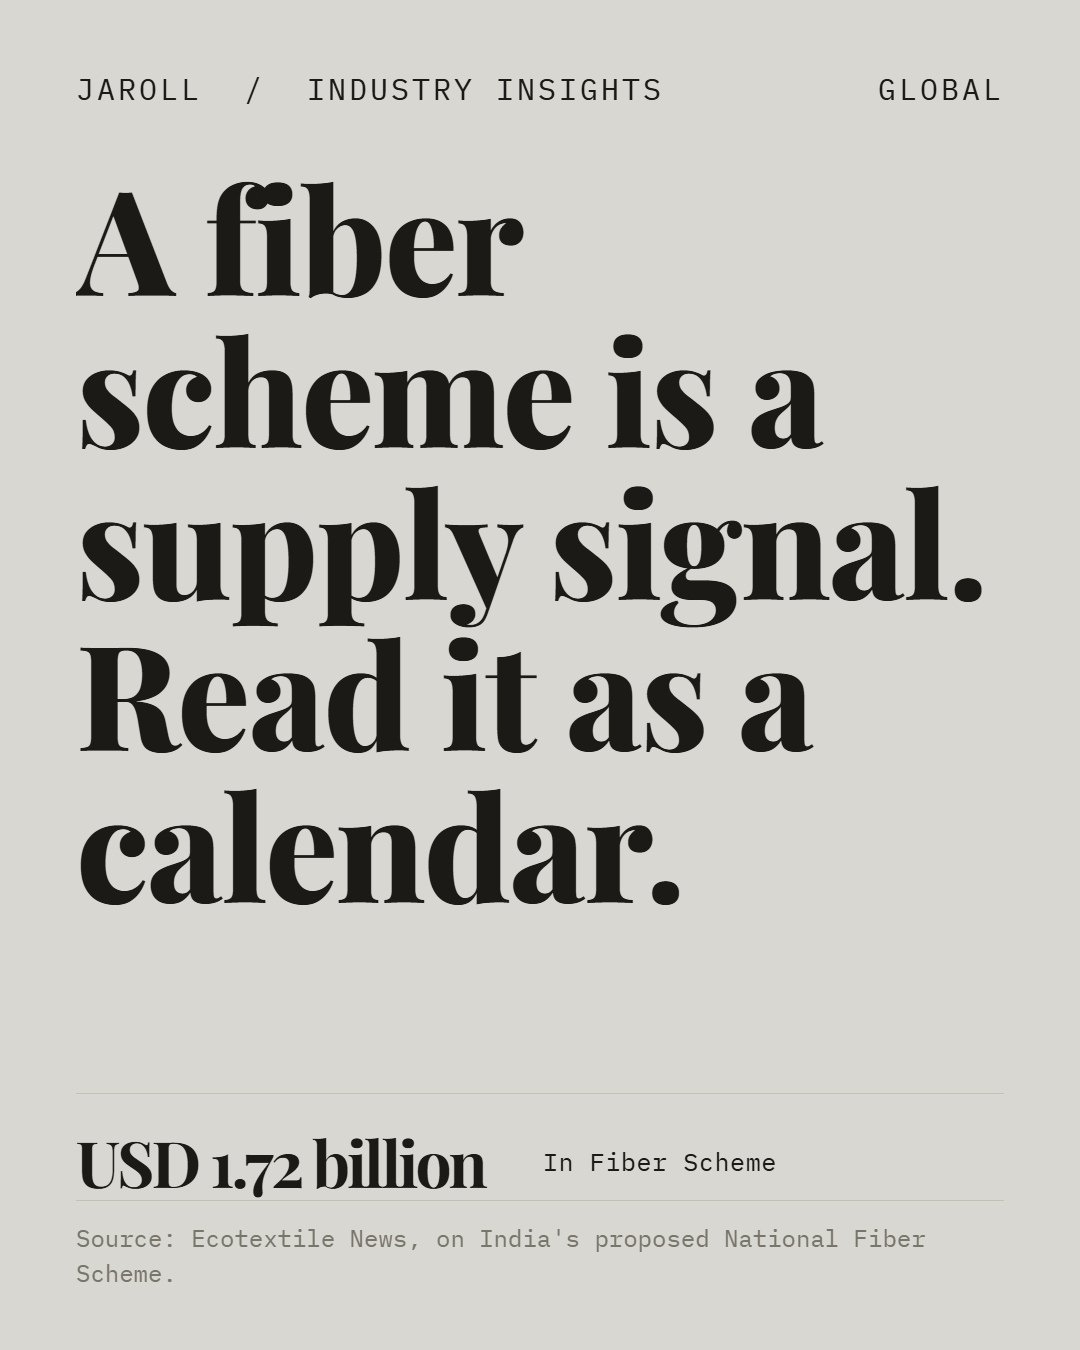 JAROLL / INDUSTRY INSIGHTS GLOBAL
A fiber
scheme is a
supply signal.
Read it as a
calendar.
USD 1.72 billion In Fiber Scheme
Source: Ecotextile News, on India's proposed National Fiber
Scheme.